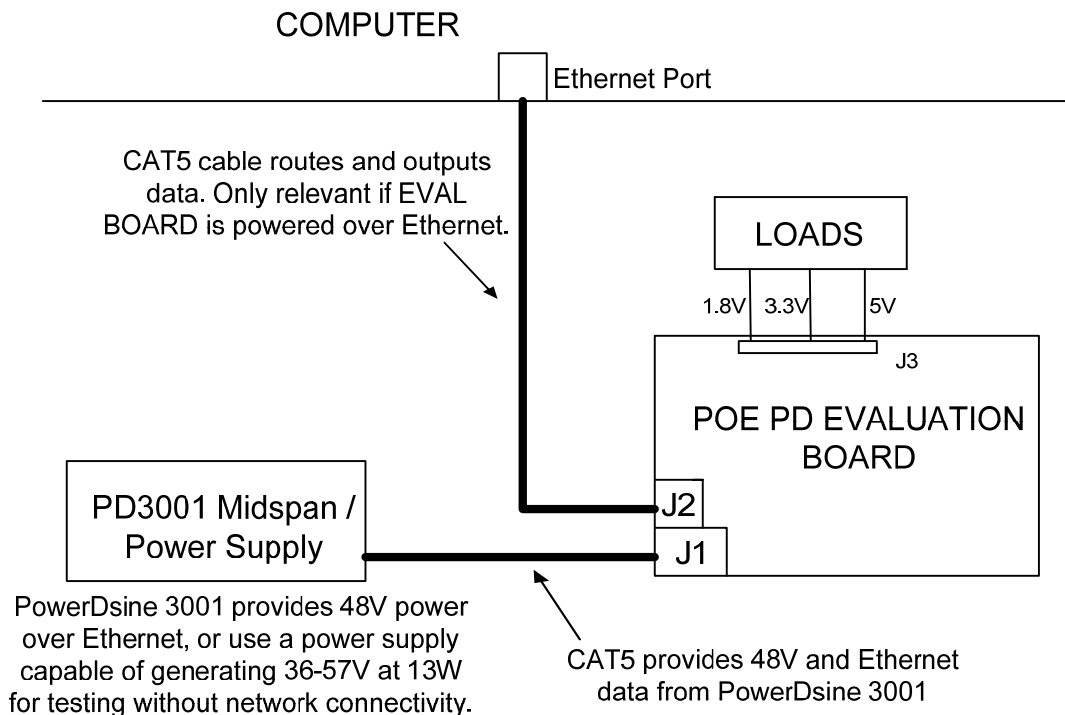 COMPUTER
Ethernet Port
CAT5 cable routes and outputs
data. Only relevant if EVAL
BOARD is powered over Ethernet.
LOADS
1.8V 3.3V 5V
J3
POE PD EVALUATION
BOARD
J2
J1
PD3001 Midspan /
Power Supply
PowerDsine 3001 provides 48V power
over Ethernet, or use a power supply
capable of generating 36-57V at 13W
for testing without network connectivity.
CAT5 provides 48V and Ethernet
data from PowerDsine 3001